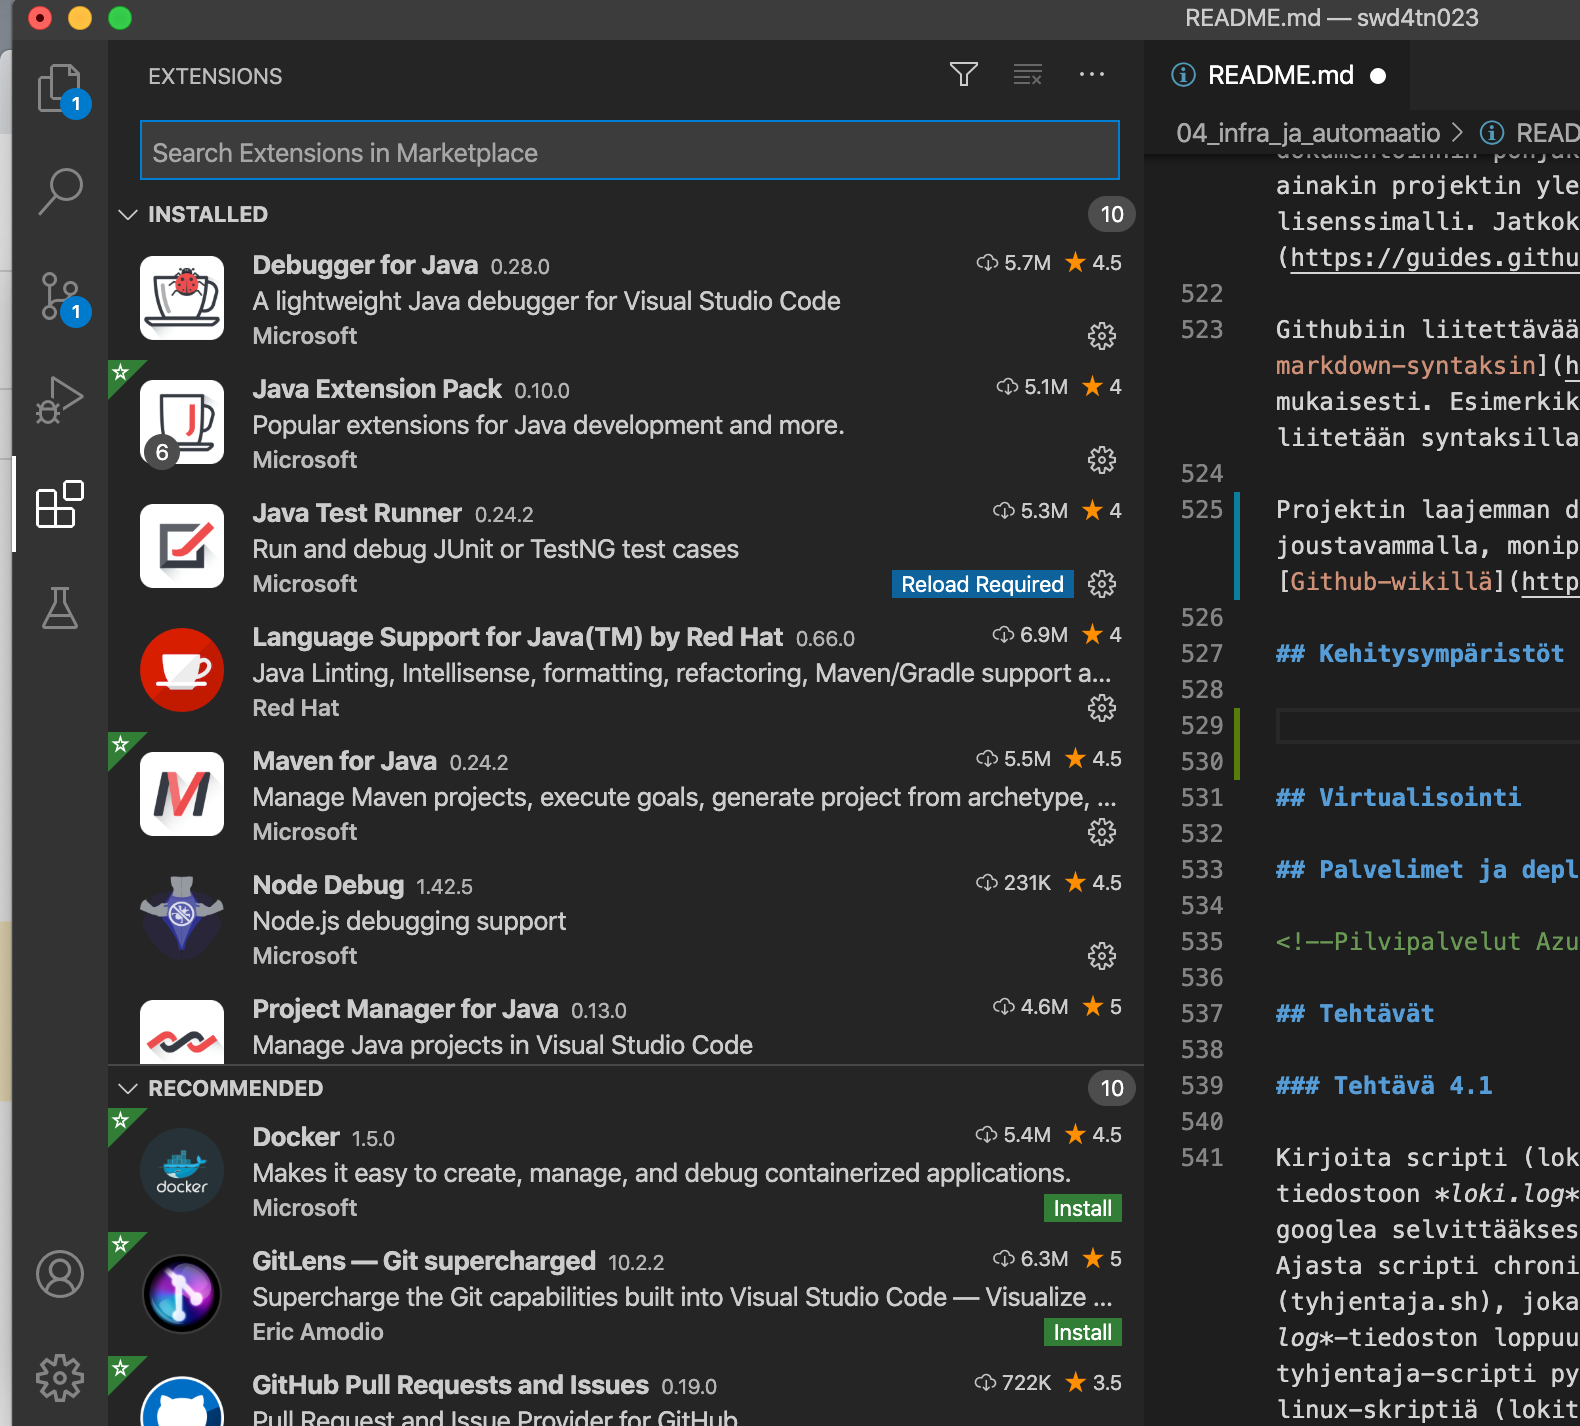 README.md — swd4tn023
EXTENSIONS
Search Extensions in Marketplace
INSTALLED 10
Debugger for Java 0.28.0 5.7M 4.5
A lightweight Java debugger for Visual Studio Code
Microsoft
Java Extension Pack 0.10.0 5.1M 4
Popular extensions for Java development and more.
6
Microsoft
Java Test Runner 0.24.2 5.3M 4
Run and debug JUnit or TestNG test cases
Microsoft Reload Required
Language Support for Java(TM) by Red Hat 0.66.0 6.9M 4
Java Linting, Intellisense, formatting, refactoring, Maven/Gradle support a...
Red Hat
Maven for Java 0.24.2 5.5M 4.5
Manage Maven projects, execute goals, generate project from archetype, ...
Microsoft
Node Debug 1.42.5 231K 4.5
Node.js debugging support
Microsoft
Project Manager for Java 0.13.0 4.6M 5
Manage Java projects in Visual Studio Code
RECOMMENDED 10
Docker 1.5.0 5.4M 4.5
Makes it easy to create, manage, and debug containerized applications.
docker
Microsoft Install
GitLens — Git supercharged 10.2.2 6.3M 5
Supercharge the Git capabilities built into Visual Studio Code — Visualize ...
Eric Amodio Install
GitHub Pull Requests and Issues 0.19.0 722K 3.5
Pull Request and Issue Provider for GitHub
1
1
README.md
04_infra_ja_automaatio > READ
dokumentoinnin pohjak
ainakin projektin yle
lisenssimalli. Jatkok
(https://guides.githu
522
523 Githubiin liitettävää
markdown-syntaksin](h
mukaisesti. Esimerkik
liitetään syntaksilla
524
525 Projektin laajemman d
joustavammalla, monip
[Github-wikillä](http
526
527 ## Kehitysympäristöt
528
529
530
531 ## Virtualisointi
532
533 ## Palvelimet ja depl
534
535 <!--Pilvipalvelut Azu
536
537 ## Tehtävät
538
539 ### Tehtävä 4.1
540
541 Kirjoita scripti (lok
tiedostoon *loki.log*
googlea selvittääkses
Ajasta scripti chroni
(tyhjentaja.sh), joka
log*-tiedoston loppuu
tyhjentaja-scripti py
linux-skriptiä (lokit